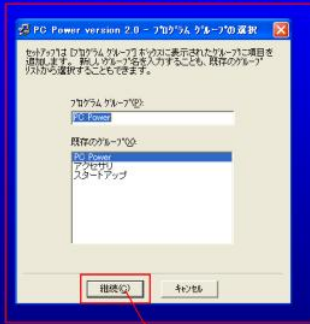 PC Power version 2.0 - ﾌﾟﾛｸﾞﾗﾑ ｸﾞﾙｰﾌﾟの選択
ｾｯﾄｱｯﾌﾟは [ﾌﾟﾛｸﾞﾗﾑ ｸﾞﾙｰﾌﾟ] ﾎﾞｯｸｽに表示されたｸﾞﾙｰﾌﾟに項目を
追加します。 新しいｸﾞﾙｰﾌﾟ名を入力することも、既存のｸﾞﾙｰﾌﾟ
ﾘｽﾄから選択することもできます。
ﾌﾟﾛｸﾞﾗﾑ ｸﾞﾙｰﾌﾟ(P):
PC Power
既存のｸﾞﾙｰﾌﾟ(X):
PC Power
アクセサリ
スタートアップ
継続(C)
ｷｬﾝｾﾙ